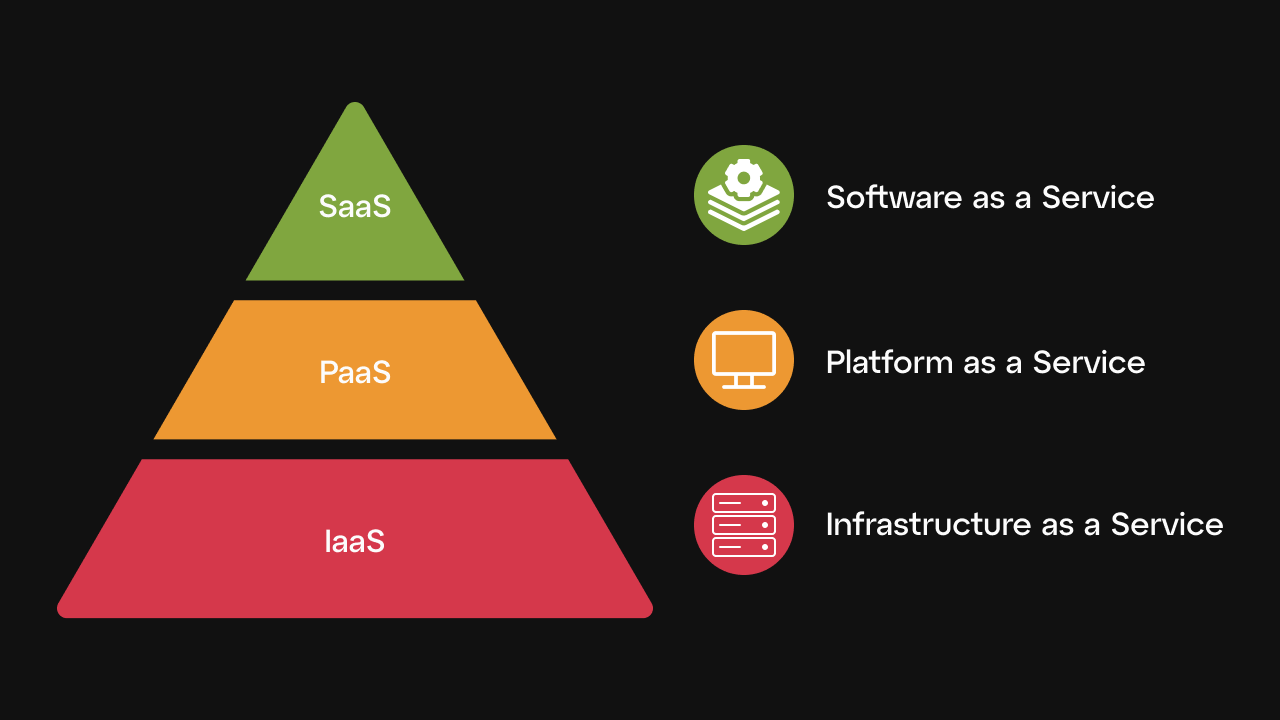 SaaS
PaaS
IaaS
Software as a Service
Platform as a Service
Infrastructure as a Service